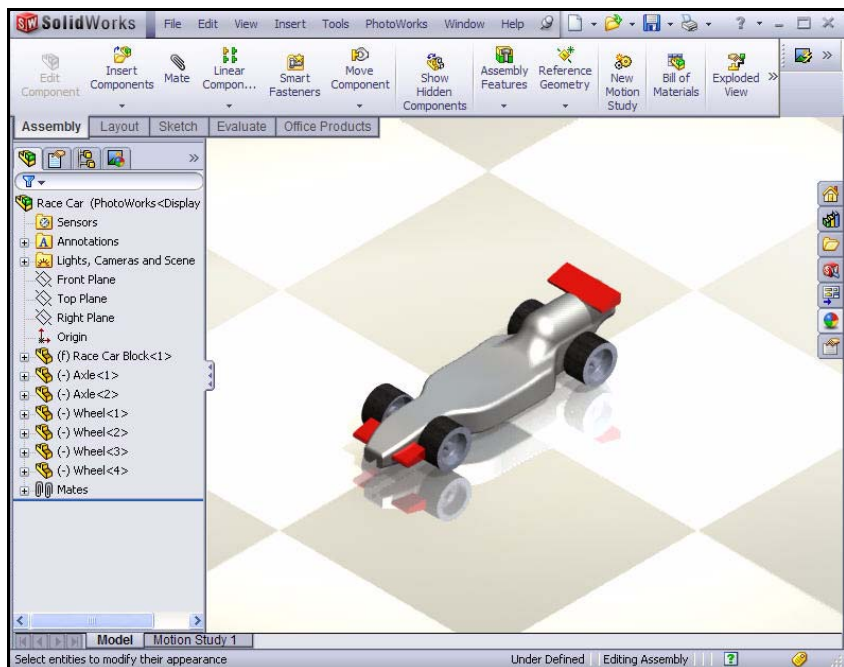 SolidWorks File Edit View Insert Tools PhotoWorks Window Help ?
Edit Component
Insert Components
Mate
Linear Compon...
Smart Fasteners
Move Component
Show Hidden Components
Assembly Features
Reference Geometry
New Motion Study
Bill of Materials
Exploded View
Assembly Layout Sketch Evaluate Office Products
Race Car (PhotoWorks<Display
Sensors
Annotations
Lights, Cameras and Scene
Front Plane
Top Plane
Right Plane
Origin
(f) Race Car Block<1>
(-) Axle<1>
(-) Axle<2>
(-) Wheel<1>
(-) Wheel<2>
(-) Wheel<3>
(-) Wheel<4>
Mates
Model Motion Study 1
Select entities to modify their appearance Under Defined Editing Assembly ?